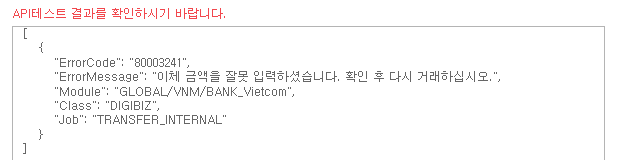 API테스트 결과를 확인하시기 바랍니다.
[
{
"ErrorCode": "80003241",
"ErrorMessage": "이체 금액을 잘못 입력하셨습니다. 확인 후 다시 거래하십시오.",
"Module": "GLOBAL/VNM/BANK_Vietcom",
"Class": "DIGIBIZ",
"Job": "TRANSFER_INTERNAL"
}
]